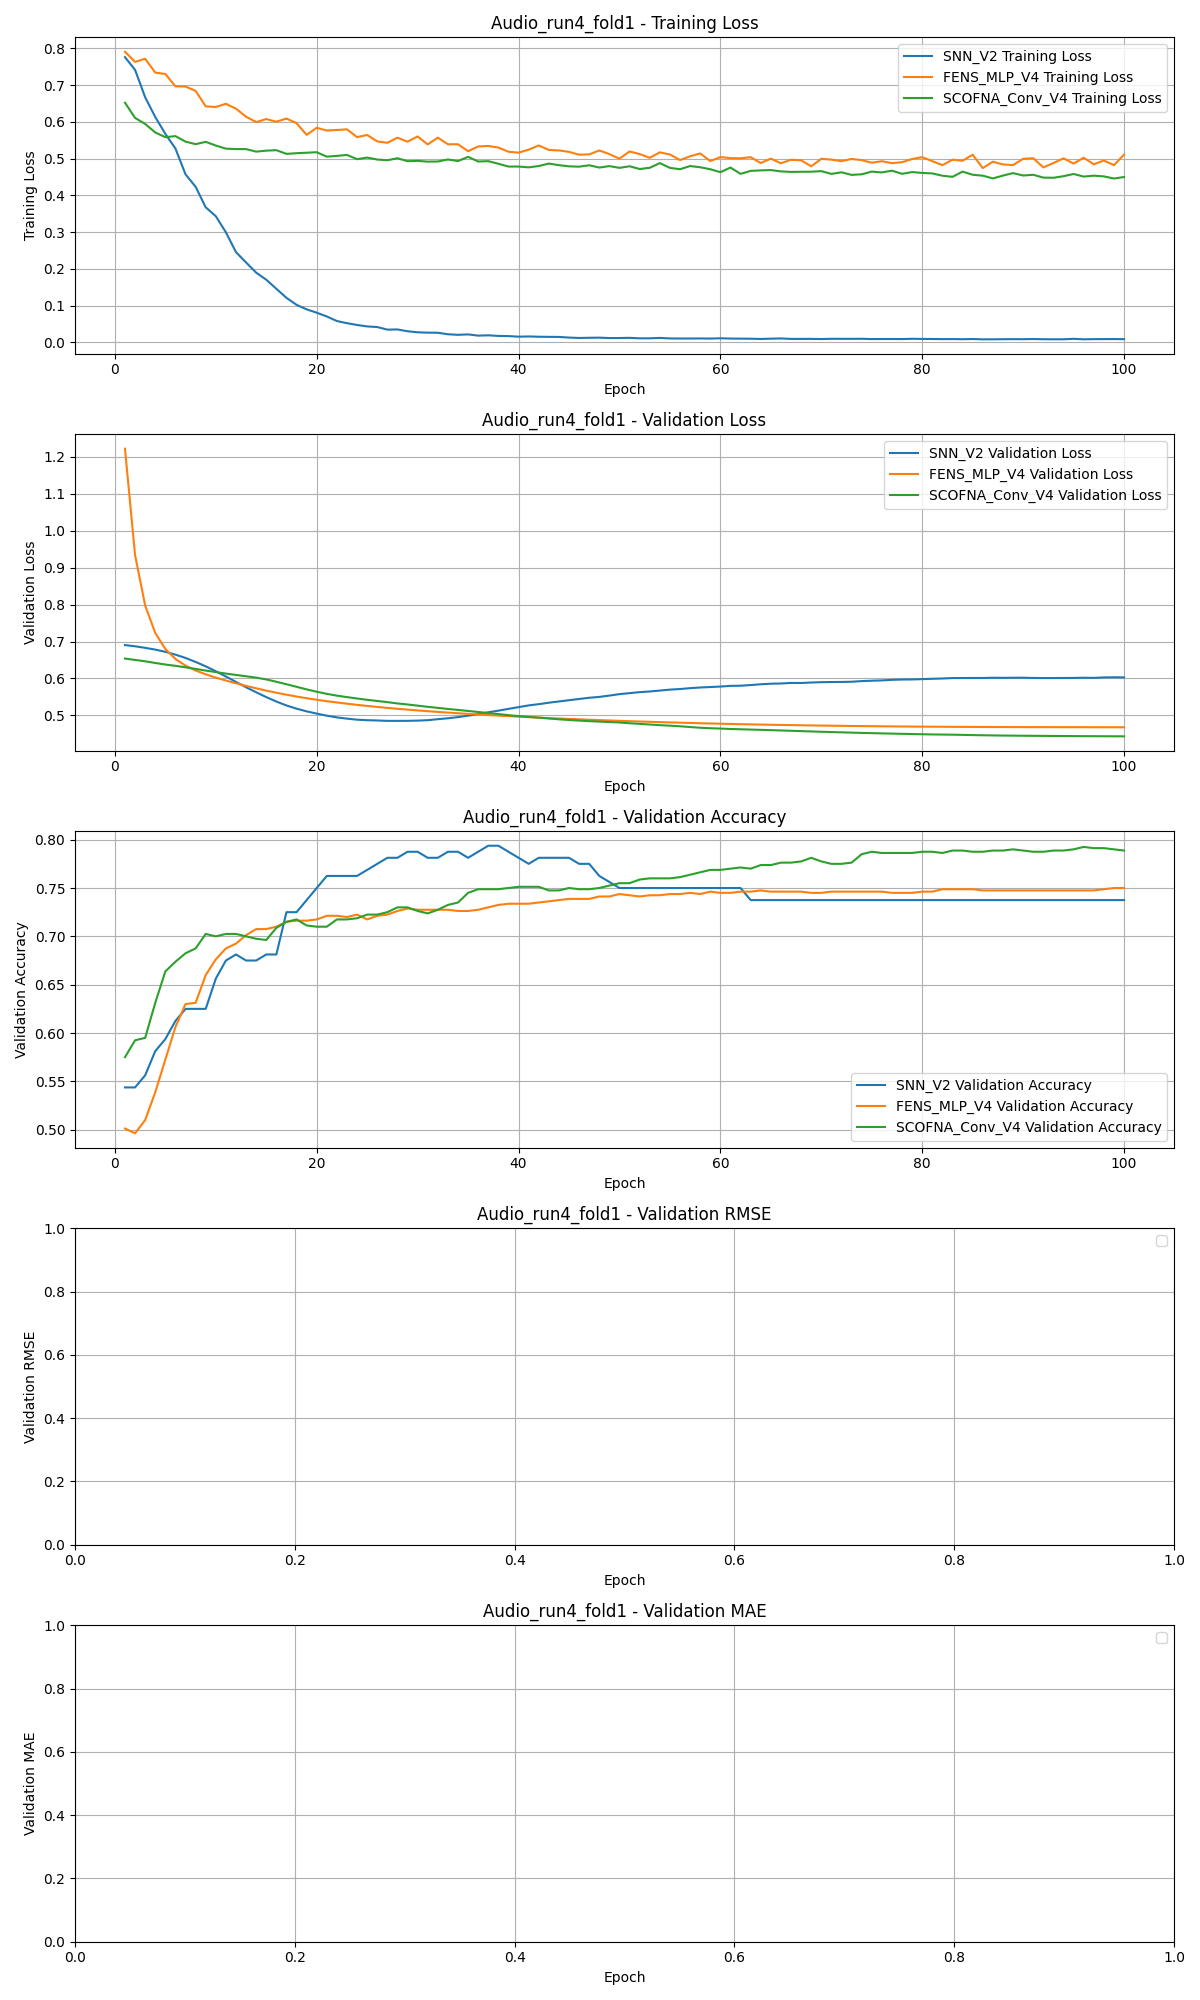 Audio_run4_fold1 - Training Loss
Training Loss
0.8
0.7
0.6
0.5
0.4
0.3
0.2
0.1
0.0
SNN_V2 Training Loss
FENS_MLP_V4 Training Loss
SCOFNA_Conv_V4 Training Loss
0 20 40 60 80 100
Epoch
Audio_run4_fold1 - Validation Loss
Validation Loss
1.2
1.1
1.0
0.9
0.8
0.7
0.6
0.5
SNN_V2 Validation Loss
FENS_MLP_V4 Validation Loss
SCOFNA_Conv_V4 Validation Loss
0 20 40 60 80 100
Epoch
Audio_run4_fold1 - Validation Accuracy
Validation Accuracy
0.80
0.75
0.70
0.65
0.60
0.55
0.50
SNN_V2 Validation Accuracy
FENS_MLP_V4 Validation Accuracy
SCOFNA_Conv_V4 Validation Accuracy
0 20 40 60 80 100
Epoch
Audio_run4_fold1 - Validation RMSE
Validation RMSE
1.0
0.8
0.6
0.4
0.2
0.0
0.0 0.2 0.4 0.6 0.8 1.0
Epoch
Audio_run4_fold1 - Validation MAE
Validation MAE
1.0
0.8
0.6
0.4
0.2
0.0
0.0 0.2 0.4 0.6 0.8 1.0
Epoch